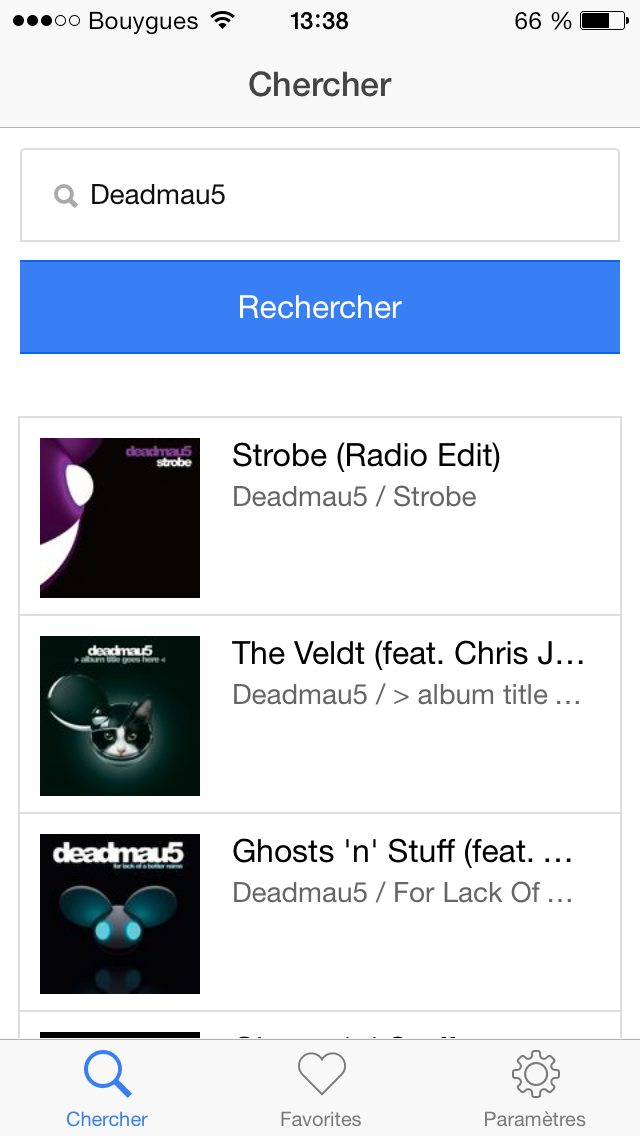 Bouygues 13:38 66 %
Chercher
Deadmau5
Rechercher
deadmau5
strobe
Strobe (Radio Edit)
Deadmau5 / Strobe
deadmau5
> album title goes here <
The Veldt (feat. Chris J...
Deadmau5 / > album title ...
deadmau5
for lack of a better name
Ghosts 'n' Stuff (feat. ...
Deadmau5 / For Lack Of ...
Chercher
Favorites
Paramètres